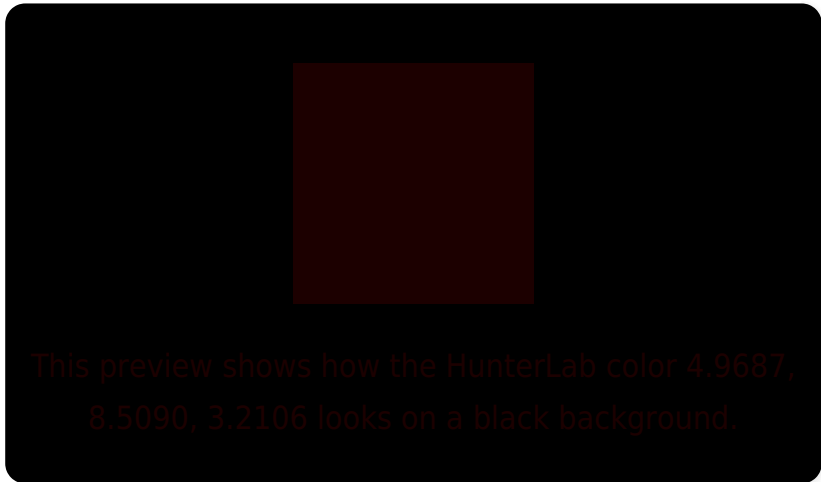 This preview shows how the HunterLab color 4.9687,
8.5090, 3.2106 looks on a black background.